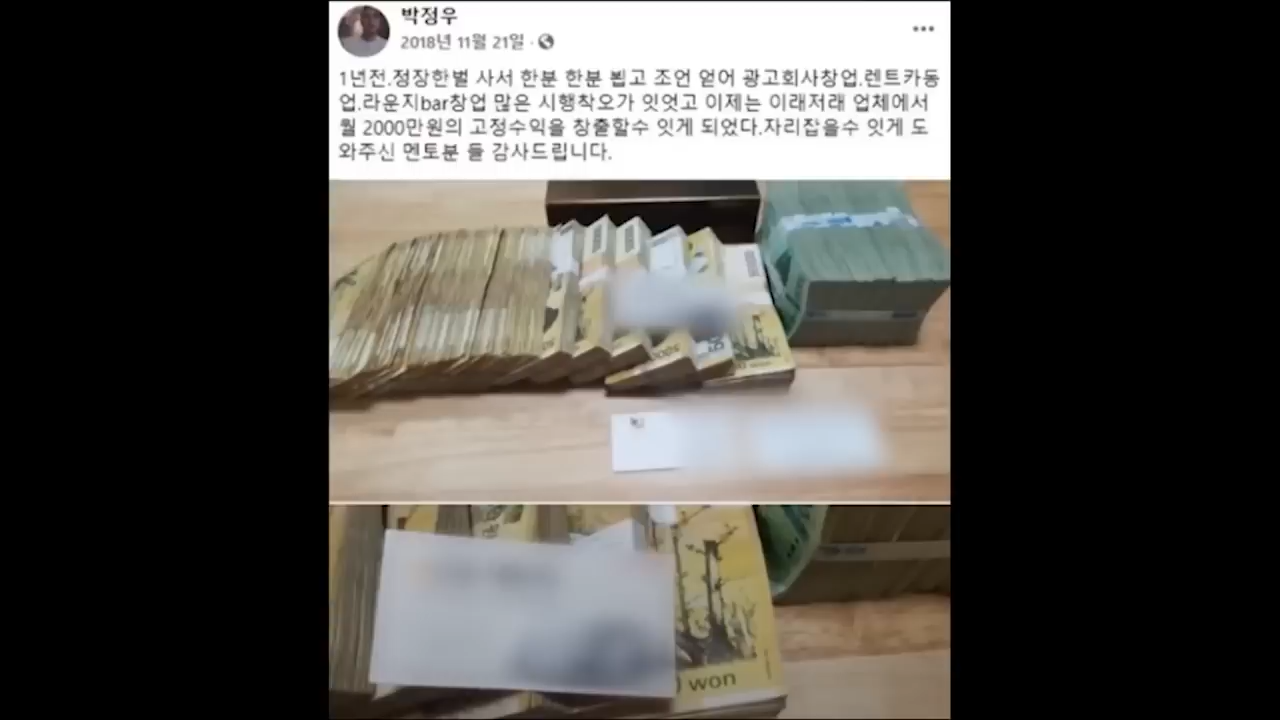 박정우
2018년 11월 21일 ·
1년전.정장한벌 사서 한분 한분 뵙고 조언 얻어 광고회사창업.렌트카동
업.라운지bar창업 많은 시행착오가 잇엇고 이제는 이래저래 업체에서
월 2000만원의 고정수익을 창출할수 잇게 되었다.자리잡을수 잇게 도
와주신 멘토분 들 감사드립니다.
won
won